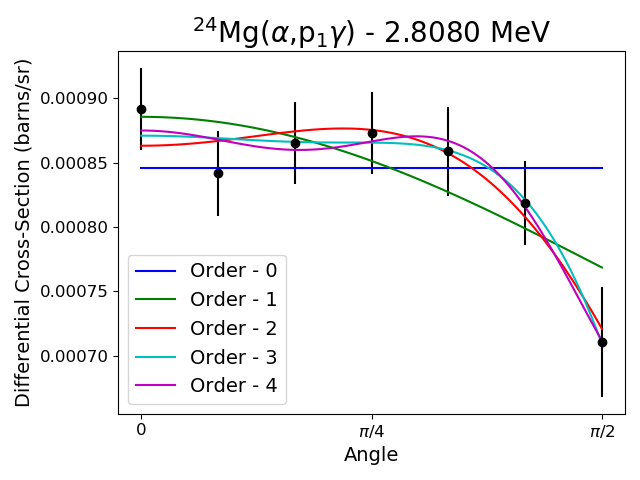 ²⁴Mg(α,p₁γ) - 2.8080 MeV
Differential Cross-Section (barns/sr)
0.00090
0.00085
0.00080
0.00075
0.00070
Order - 0
Order - 1
Order - 2
Order - 3
Order - 4
0
π/4
π/2
Angle